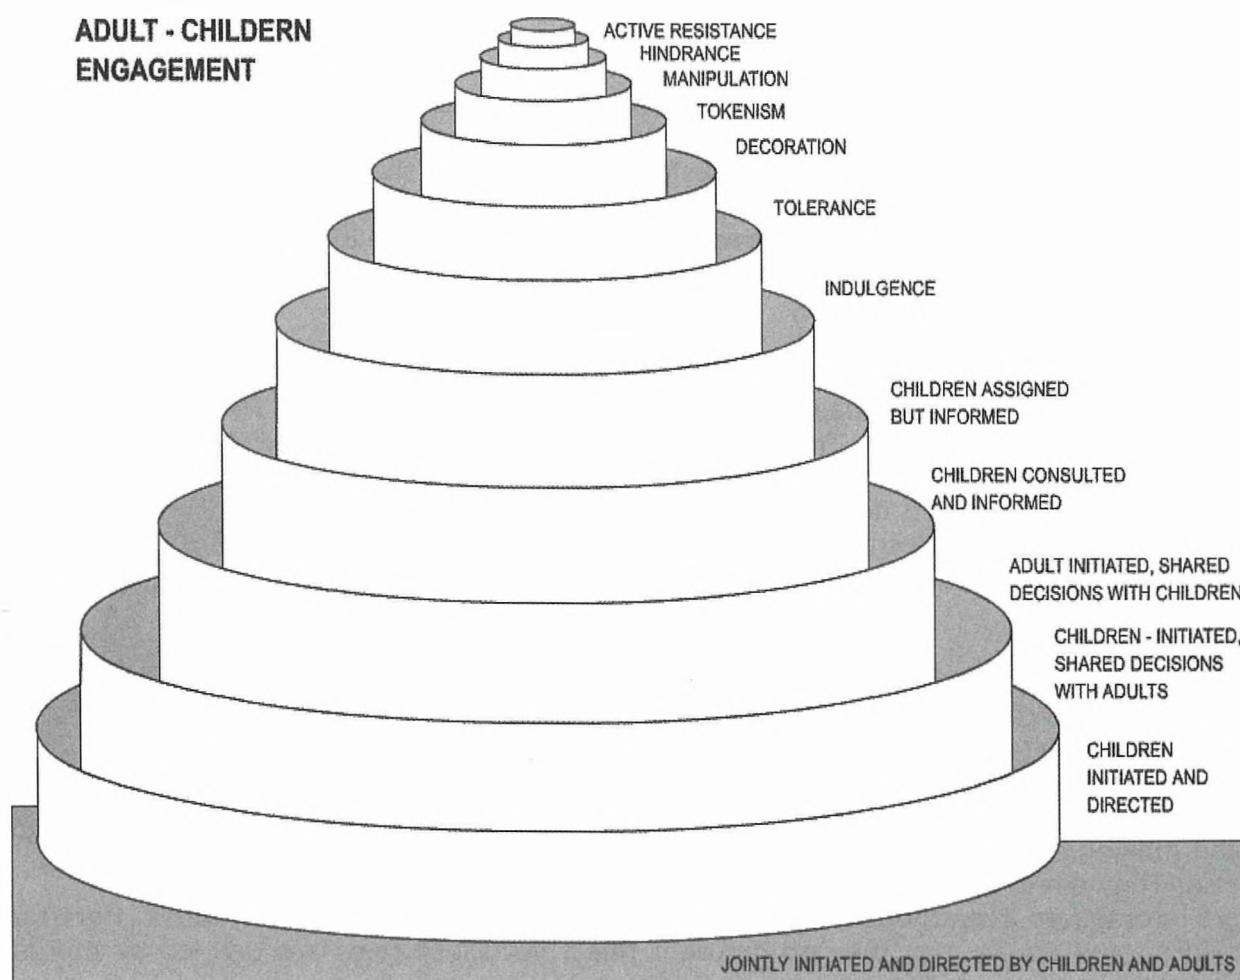 ADULT - CHILDERN
ENGAGEMENT
ACTIVE RESISTANCE
HINDRANCE
MANIPULATION
TOKENISM
DECORATION
TOLERANCE
INDULGENCE
CHILDREN ASSIGNED
BUT INFORMED
CHILDREN CONSULTED
AND INFORMED
ADULT INITIATED, SHARED
DECISIONS WITH CHILDREN
CHILDREN - INITIATED,
SHARED DECISIONS
WITH ADULTS
CHILDREN
INITIATED AND
DIRECTED
JOINTLY INITIATED AND DIRECTED BY CHILDREN AND ADULTS